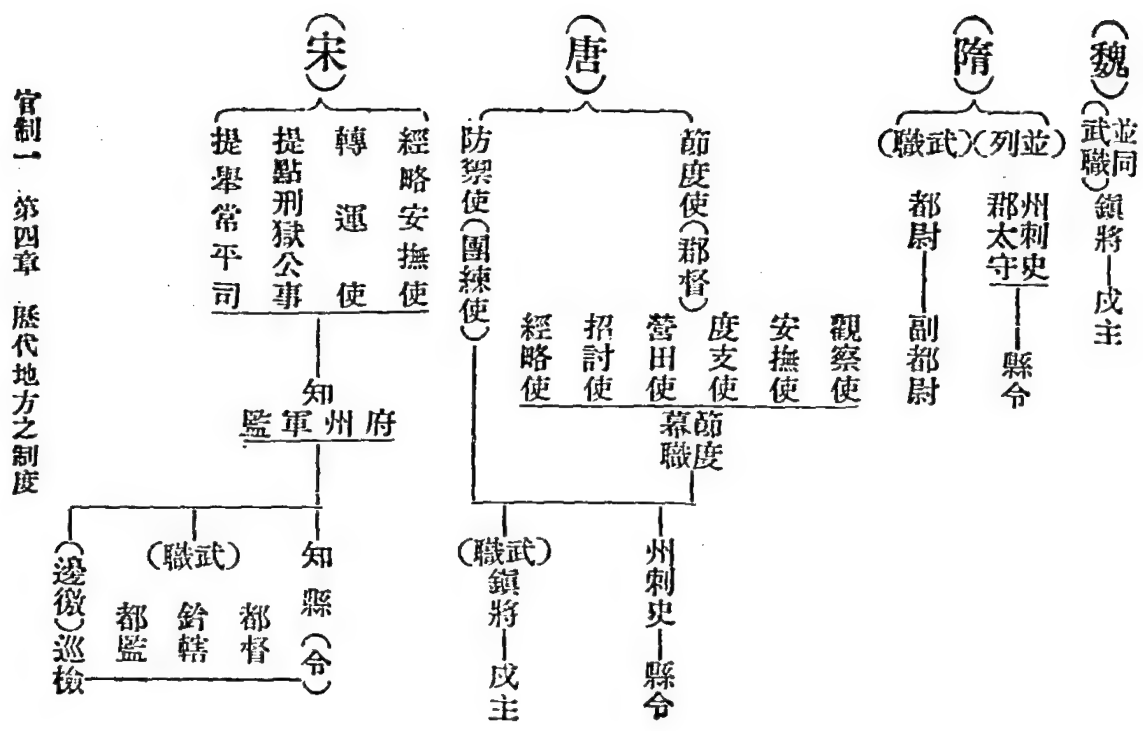 (魏)
並同
(武職)
鎮將
戍主
(隋)
(並列)
(武職)
州刺史
郡太守
縣令
都尉
副都尉
(唐)
節度使(郡督)
防禦使(團練使)
觀察使
安撫使
度支使
營田使
招討使
經略使
節度
幕職
州刺史
縣令
(武職)
鎮將
戍主
(宋)
經略安撫使
轉運使
提點刑獄公事
提舉常平司
知
府州軍監
知縣(令)
(武職)
都督
鈐轄
都監
(邊徼)巡檢
官制一 第四章 歷代地方之制度